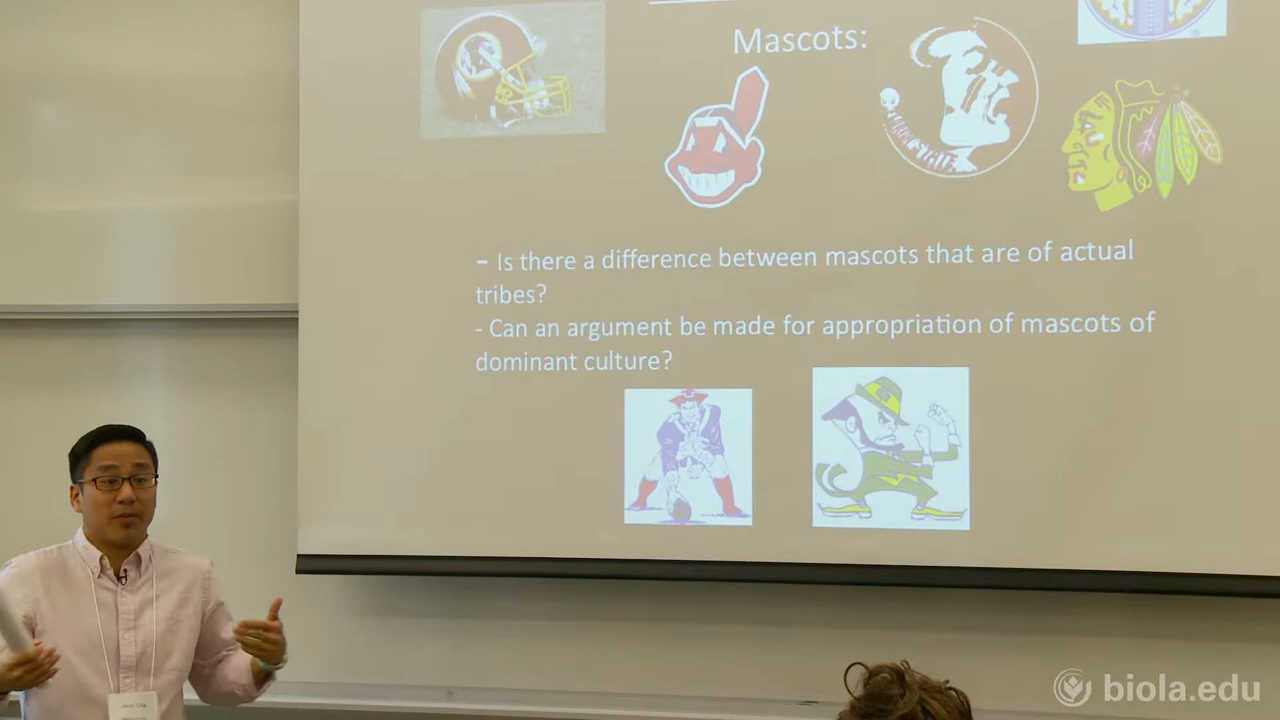 Mascots:
– Is there a difference between mascots that are of actual
tribes?
- Can an argument be made for appropriation of mascots of
dominant culture?
biola.edu